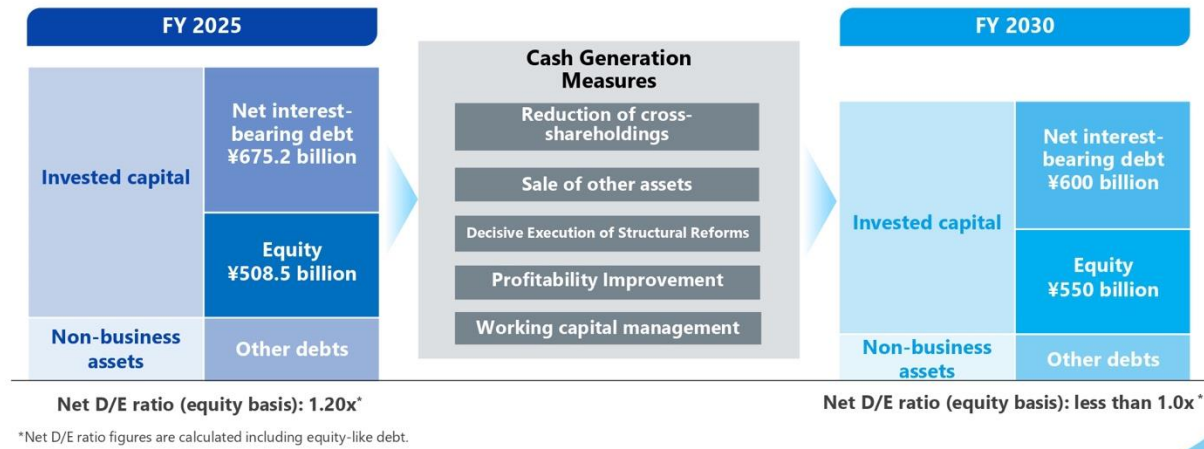 FY 2025
Invested capital
Net interest-
bearing debt
¥675.2 billion
Equity
¥508.5 billion
Non-business
assets
Other debts
Net D/E ratio (equity basis): 1.20x*
*Net D/E ratio figures are calculated including equity-like debt.
Cash Generation
Measures
Reduction of cross-
shareholdings
Sale of other assets
Decisive Execution of Structural Reforms
Profitability Improvement
Working capital management
FY 2030
Invested capital
Net interest-
bearing debt
¥600 billion
Equity
¥550 billion
Non-business
assets
Other debts
Net D/E ratio (equity basis): less than 1.0x*